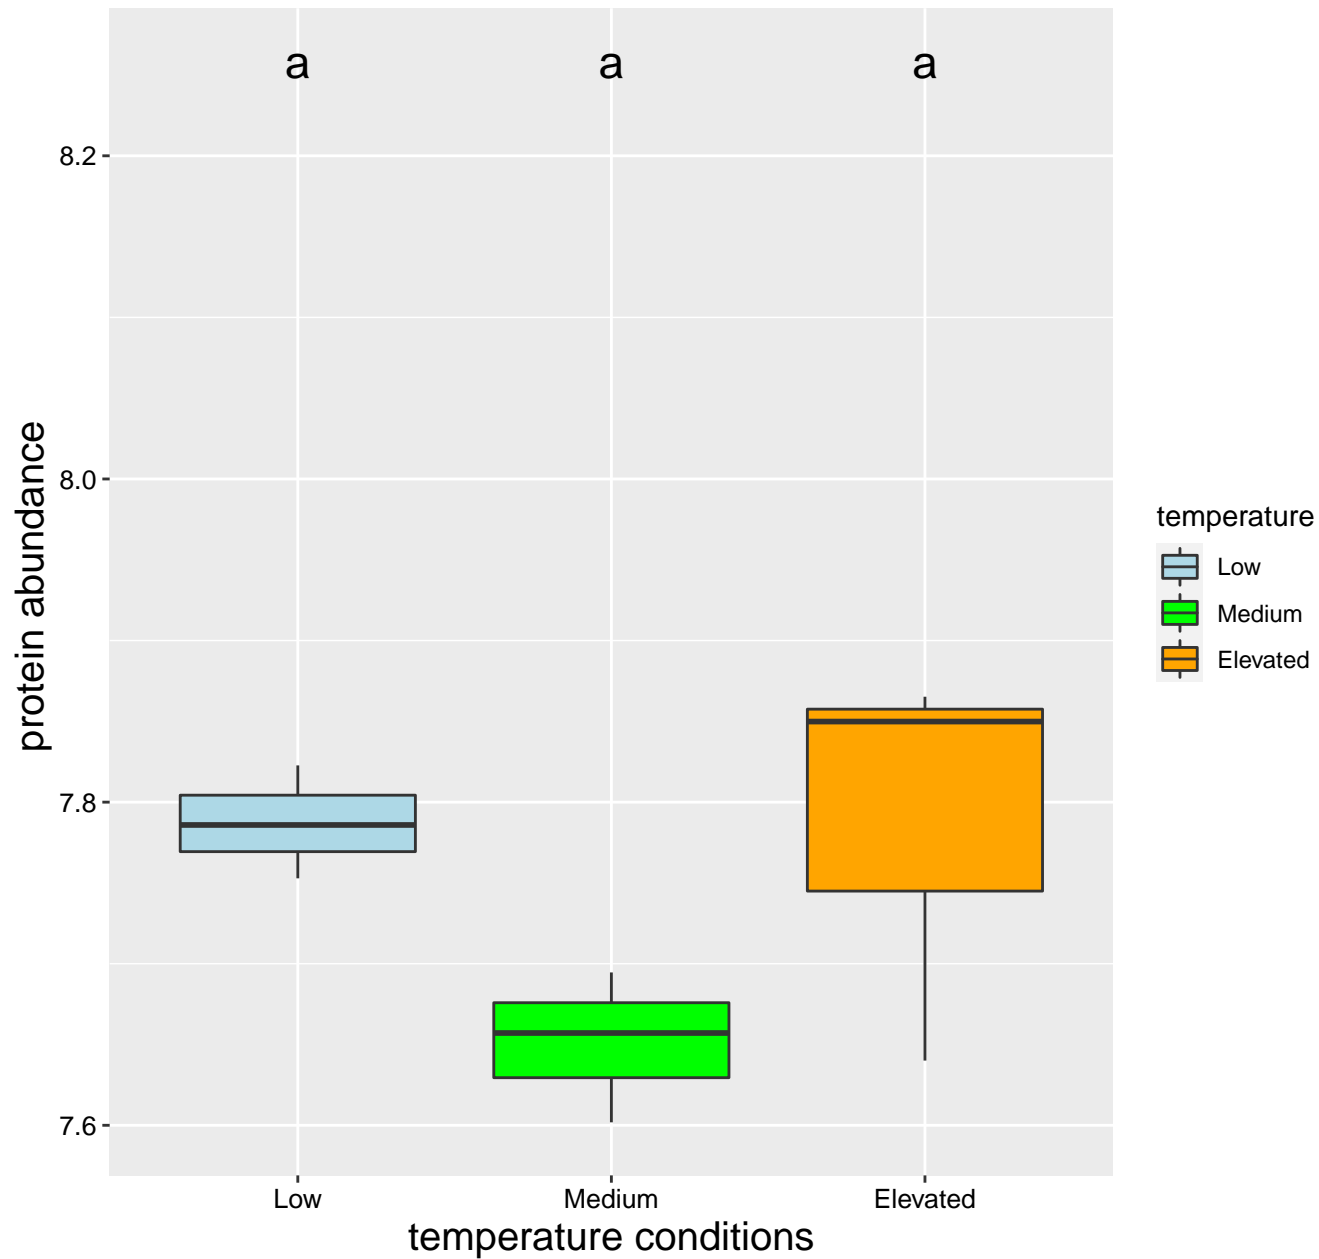 a a a
8.2
8.0
7.8
7.6
protein abundance
Low Medium Elevated
temperature conditions
temperature
Low
Medium
Elevated